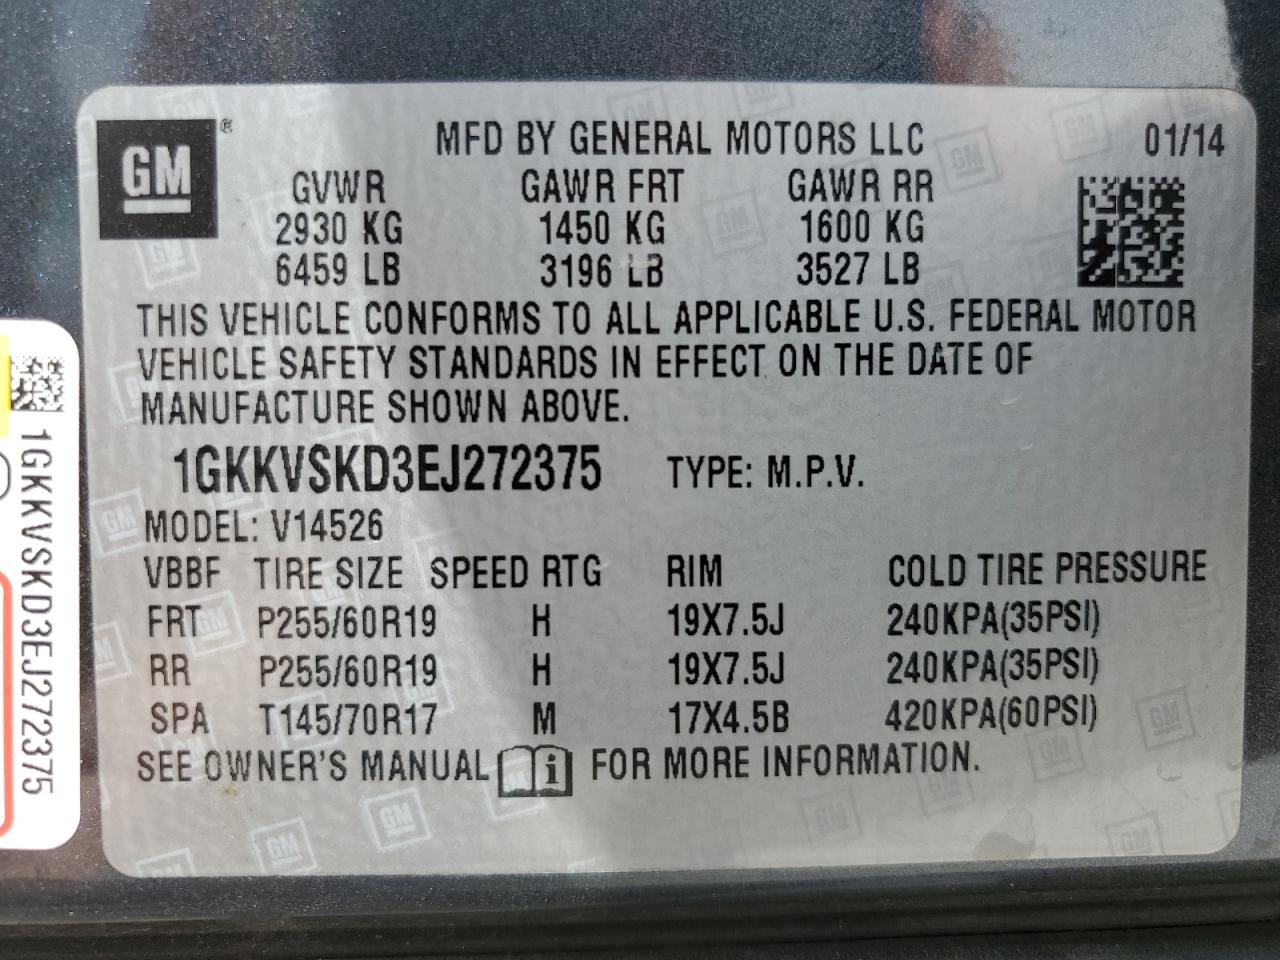 GM ®
MFD BY GENERAL MOTORS LLC 01/14
GVWR GAWR FRT GAWR RR
2930 KG 1450 KG 1600 KG
6459 LB 3196 LB 3527 LB
THIS VEHICLE CONFORMS TO ALL APPLICABLE U.S. FEDERAL MOTOR
VEHICLE SAFETY STANDARDS IN EFFECT ON THE DATE OF
MANUFACTURE SHOWN ABOVE.
1GKKVSKD3EJ272375 TYPE: M.P.V.
MODEL: V14526
VBBF TIRE SIZE SPEED RTG RIM COLD TIRE PRESSURE
FRT P255/60R19 H 19X7.5J 240KPA(35PSI)
RR P255/60R19 H 19X7.5J 240KPA(35PSI)
SPA T145/70R17 M 17X4.5B 420KPA(60PSI)
SEE OWNER'S MANUAL i FOR MORE INFORMATION.
1GKKVSKD3EJ272375